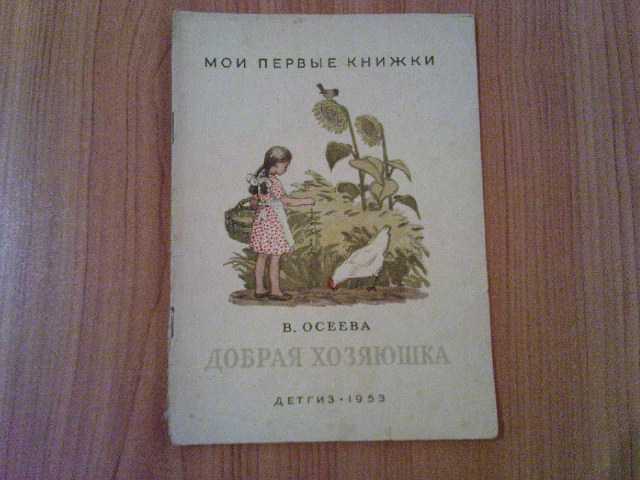 МОИ ПЕРВЫЕ КНИЖКИ
В. ОСЕЕВА
ДОБРАЯ ХОЗЯЮШКА
ДЕТГИЗ • 1953